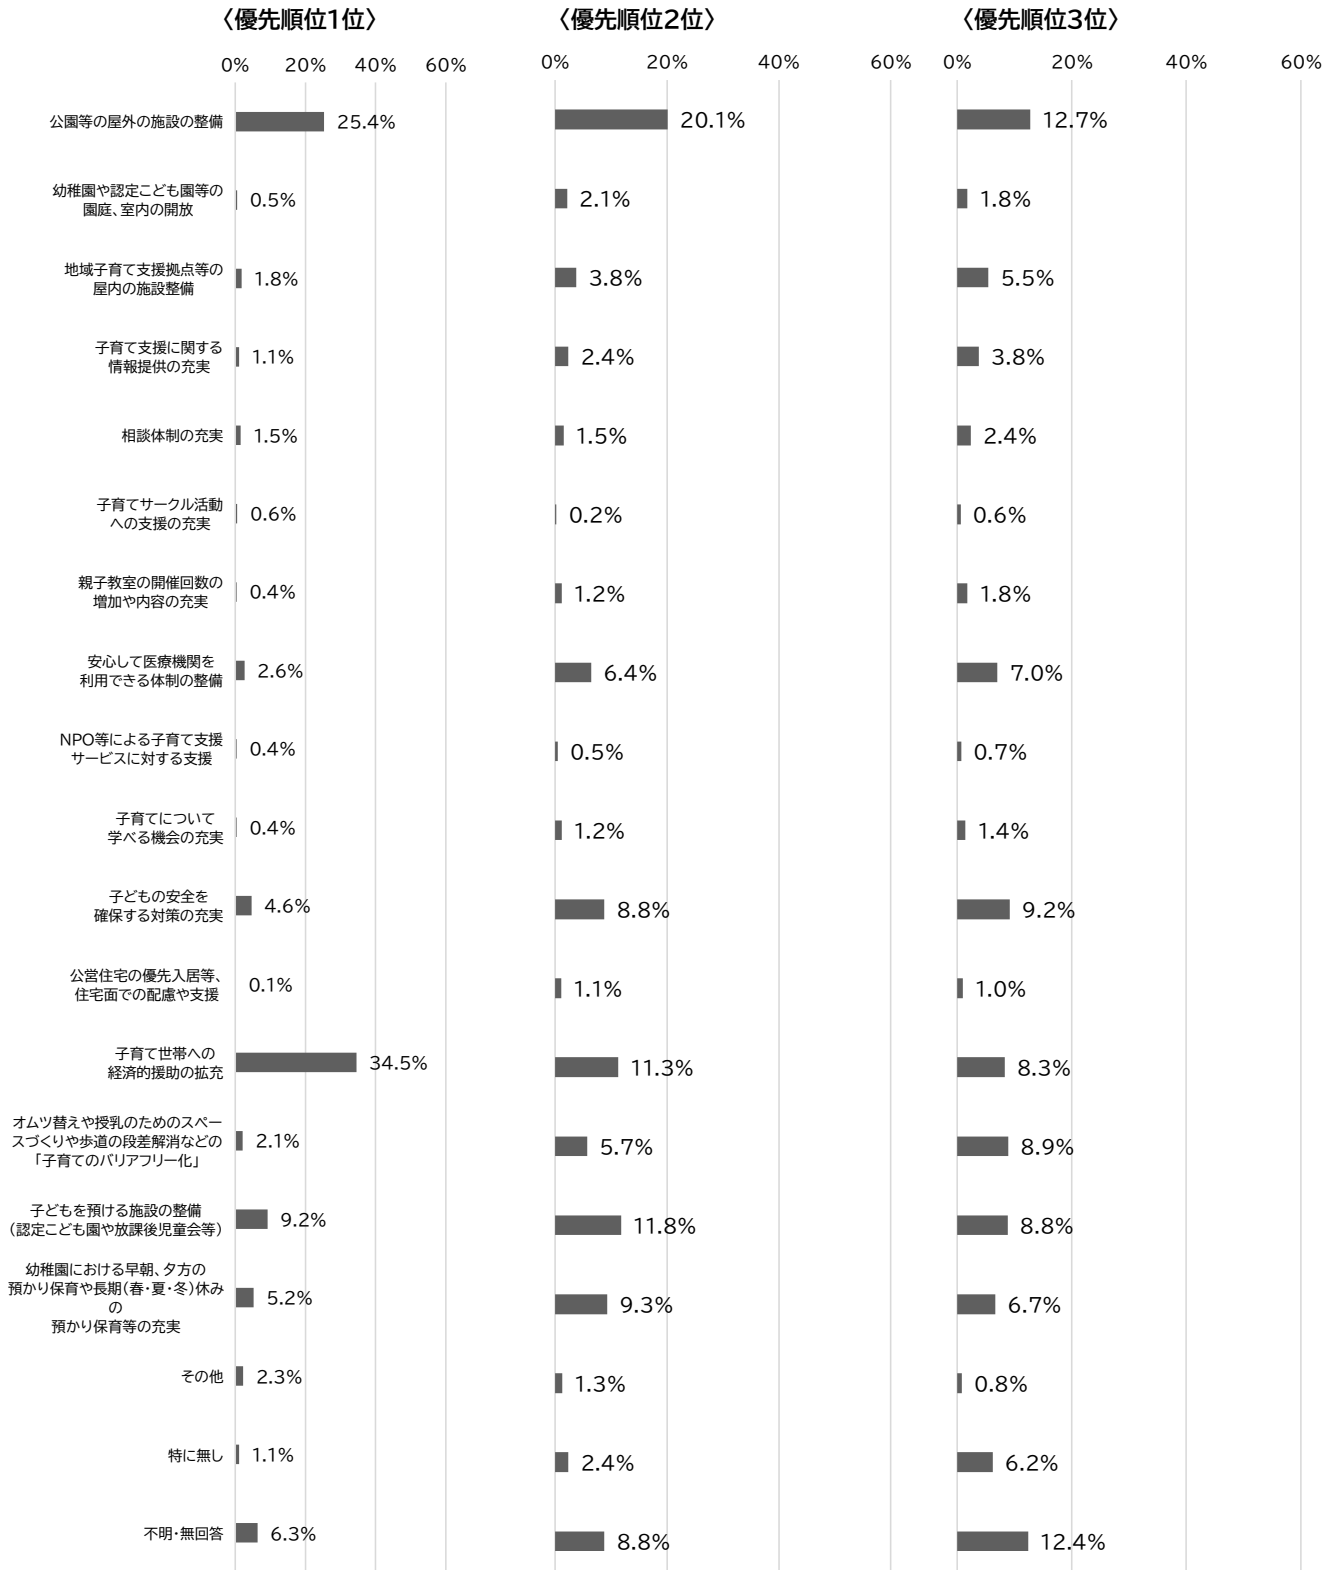 〈優先順位1位〉 〈優先順位2位〉 〈優先順位3位〉
0% 20% 40% 60% 0% 20% 40% 60% 0% 20% 40% 60%
公園等の屋外の施設の整備 25.4% 20.1% 12.7%
幼稚園や認定こども園等の
園庭、室内の開放 0.5% 2.1% 1.8%
地域子育て支援拠点等の
屋内の施設整備 1.8% 3.8% 5.5%
子育て支援に関する
情報提供の充実 1.1% 2.4% 3.8%
相談体制の充実 1.5% 1.5% 2.4%
子育てサークル活動
への支援の充実 0.6% 0.2% 0.6%
親子教室の開催回数の
増加や内容の充実 0.4% 1.2% 1.8%
安心して医療機関を
利用できる体制の整備 2.6% 6.4% 7.0%
NPO等による子育て支援
サービスに対する支援 0.4% 0.5% 0.7%
子育てについて
学べる機会の充実 0.4% 1.2% 1.4%
子どもの安全を
確保する対策の充実 4.6% 8.8% 9.2%
公営住宅の優先入居等、
住宅面での配慮や支援 0.1% 1.1% 1.0%
子育て世帯への
経済的援助の拡充 34.5% 11.3% 8.3%
オムツ替えや授乳のためのスペー
スづくりや歩道の段差解消などの 2.1% 5.7% 8.9%
「子育てのバリアフリー化」
子どもを預ける施設の整備
（認定こども園や放課後児童会等） 9.2% 11.8% 8.8%
幼稚園における早朝、夕方の
預かり保育や長期（春・夏・冬）休み
の 5.2% 9.3% 6.7%
預かり保育等の充実
その他 2.3% 1.3% 0.8%
特に無し 1.1% 2.4% 6.2%
不明・無回答 6.3% 8.8% 12.4%